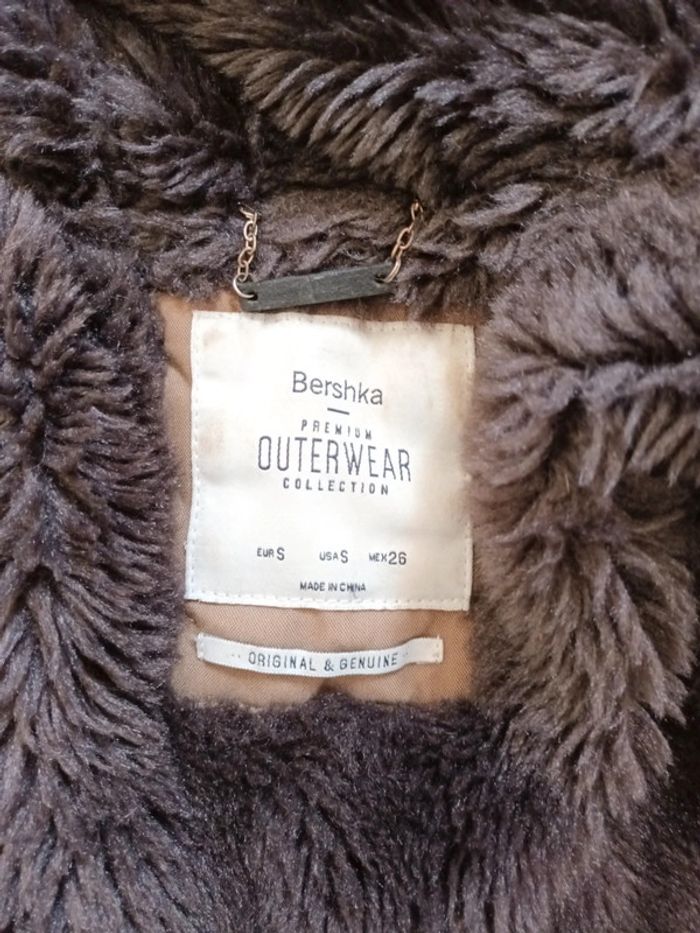 Bershka
PREMIUM
OUTERWEAR
COLLECTION
EUR S USA S MEX 26
MADE IN CHINA
ORIGINAL & GENUINE